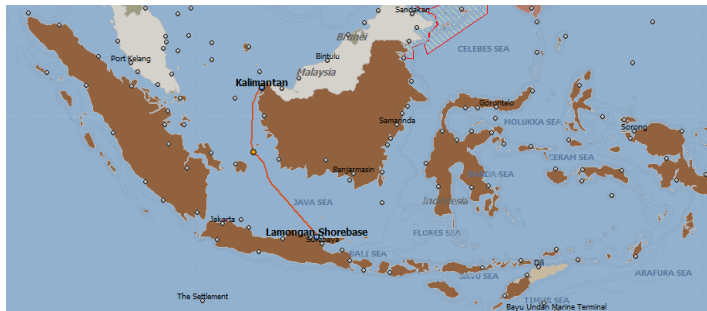 Sandakan
Brunei
CELEBES SEA
Bintulu
Port Kelang
Malaysia
Kalimantan
Gorontalo
Samarinda
MOLUKKA SEA
Sorong
CERAM SEA
Banjarmasin
BANDA SEA
JAVA SEA
Indonesia
Jakarta
Lamongan Shorebase
Surabaya
FLORES SEA
BALI SEA
Dili
SAVU SEA
ARAFURA SEA
The Settlement
TIMOR SEA
Bayu Undan Marine Terminal